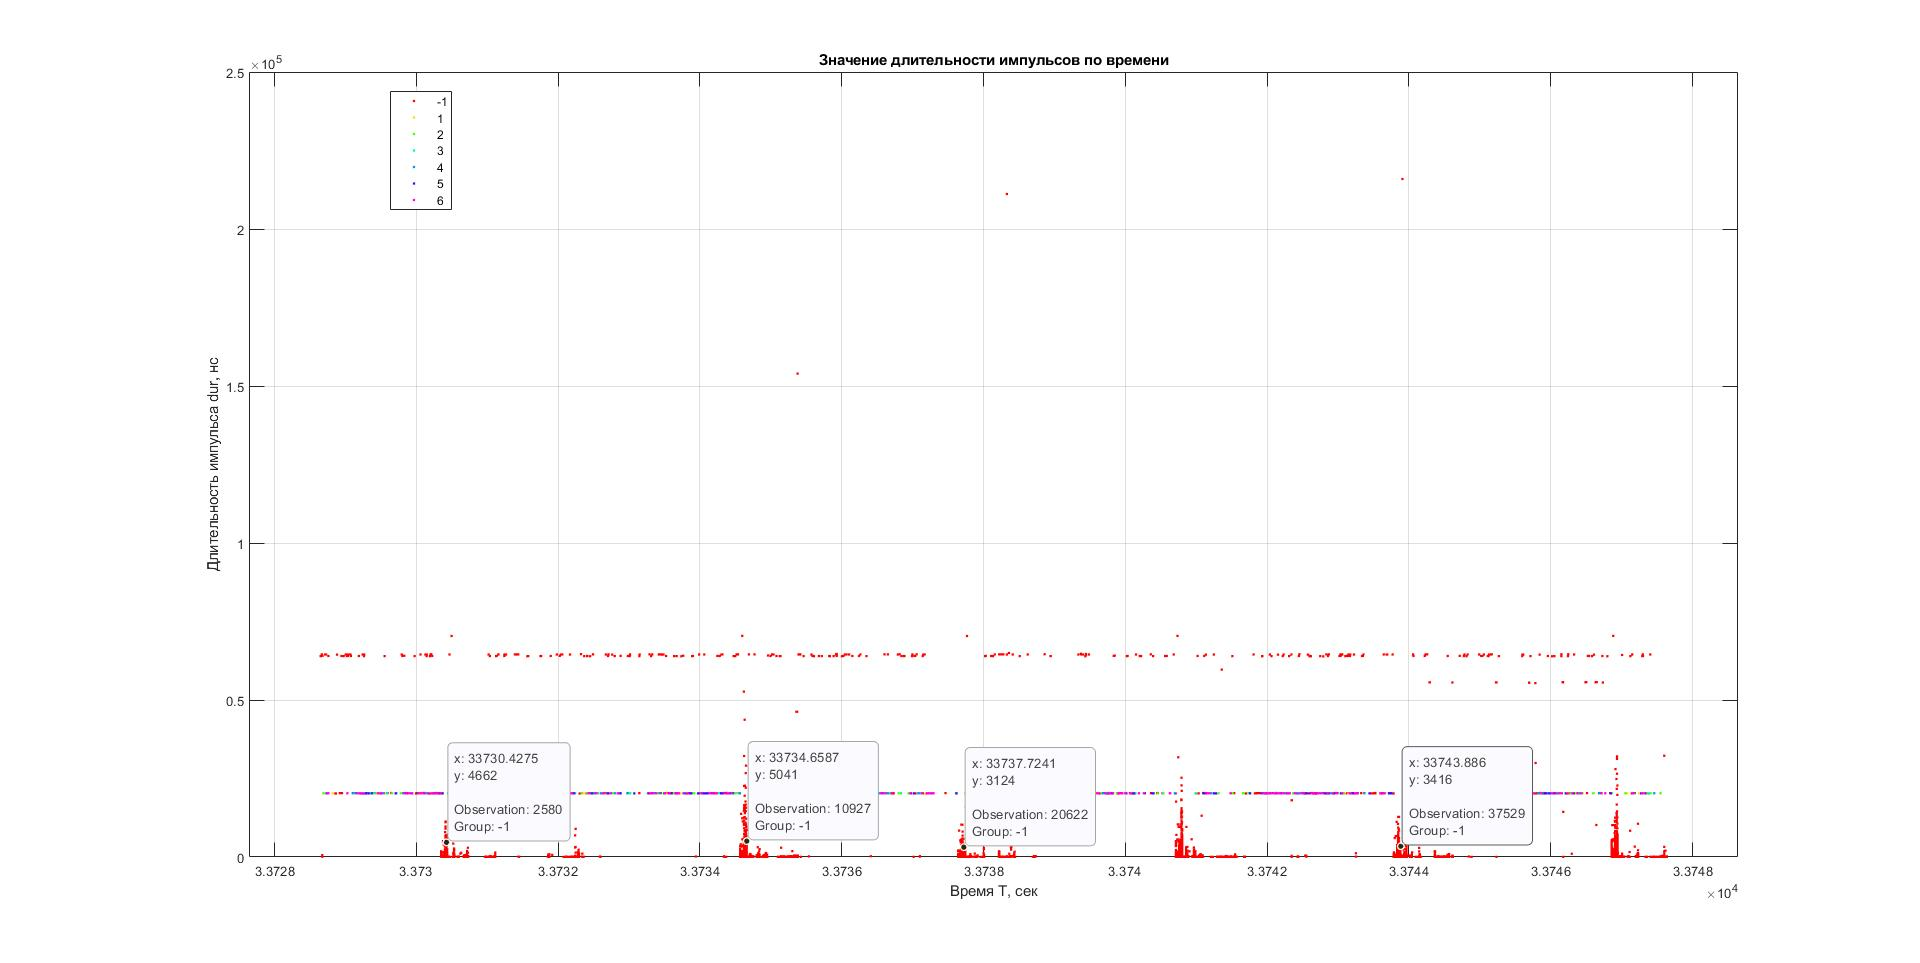 Значение длительности импульсов по времени
×10^5
2.5
2
1.5
1
0.5
0
Длительность импульса dur, нс
-1
1
2
3
4
5
6
x: 33730.4275
y: 4662
Observation: 2580
Group: -1
x: 33734.6587
y: 5041
Observation: 10927
Group: -1
x: 33737.7241
y: 3124
Observation: 20622
Group: -1
x: 33743.886
y: 3416
Observation: 37529
Group: -1
3.3728 3.373 3.3732 3.3734 3.3736 3.3738 3.374 3.3742 3.3744 3.3746 3.3748
Время Т, сек
×10^4